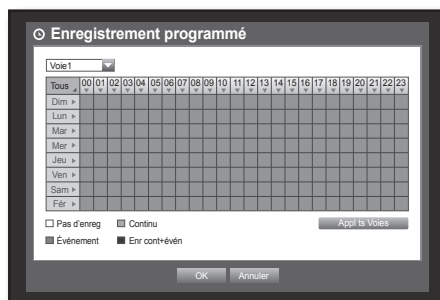 Enregistrement programmé
Voie1
Tous 00 01 02 03 04 05 06 07 08 09 10 11 12 13 14 15 16 17 18 19 20 21 22 23
Dim
Lun
Mar
Mer
Jeu
Ven
Sam
Fér
Pas d'enreg Continu Appl ts Voies
Événement Enr cont+évén
OK Annuler